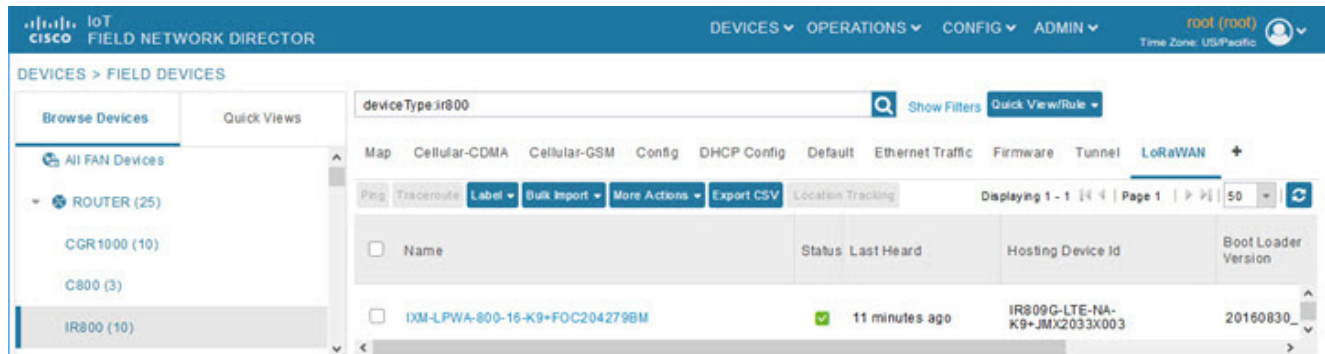 IoT
CISCO FIELD NETWORK DIRECTOR
DEVICES OPERATIONS CONFIG ADMIN
root (root)
Time Zone: US/Pacific
DEVICES > FIELD DEVICES
Browse Devices Quick Views
deviceType:ir800 Show Filters Quick View/Rule
All FAN Devices
Map Cellular-CDMA Cellular-GSM Config DHCP Config Default Ethernet Traffic Firmware Tunnel LoRaWAN +
ROUTER (25)
Ping Traceroute Label Bulk Import More Actions Export CSV Location Tracking Displaying 1 - 1 | Page 1 | 50
CGR1000 (10)
Name Status Last Heard Hosting Device Id Boot Loader Version
C800 (3)
IR800 (10)
IXM-LPWA-800-16-K9+FOC204279BM 11 minutes ago IR809G-LTE-NA-K9+JMX2033X003 20160830_